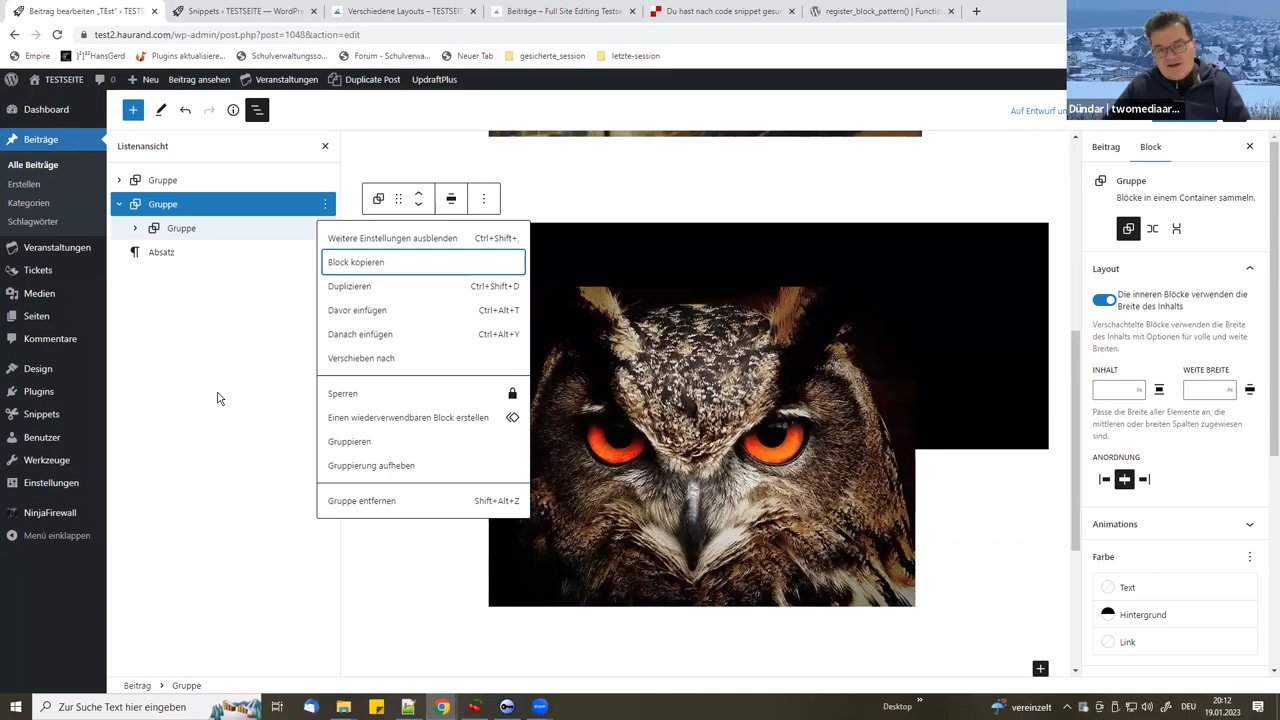 Beitrag bearbeiten „Test1" ‹ TEST
Snippets ‹ TESTSEITE — WordPre
Verschiedene Layouts – TESTSEIT
Beiträge – Full Site Editing Testse
Du hast nach code snippet gesuc
register_block_pattern() | Functio
test2.haurand.com/wp-admin/post.php?post=1048&action=edit
Empire
Plugins aktualisiere...
Schulverwaltungsso...
Forum - Schulverwa...
Neuer Tab
gesicherte_session
letzte-session
TESTSEITE
0
Neu
Beitrag ansehen
Veranstaltungen
Duplicate Post
UpdraftPlus
Dündar | twomediaar...
Dashboard
Beiträge
Alle Beiträge
Erstellen
Kategorien
Schlagwörter
Veranstaltungen
Tickets
Medien
Seiten
Kommentare
Design
Plugins
Snippets
Benutzer
Werkzeuge
Einstellungen
NinjaFirewall
Menü einklappen
Auf Entwurf un
Listenansicht
Gruppe
Gruppe
Gruppe
Absatz
Weitere Einstellungen ausblenden Ctrl+Shift+,
Block kopieren
Duplizieren Ctrl+Shift+D
Davor einfügen Ctrl+Alt+T
Danach einfügen Ctrl+Alt+Y
Verschieben nach
Sperren
Einen wiederverwendbaren Block erstellen
Gruppieren
Gruppierung aufheben
Gruppe entfernen Shift+Alt+Z
Beitrag Block
Gruppe
Blöcke in einem Container sammeln.
Layout
Die inneren Blöcke verwenden die
Breite des Inhalts
Verschachtelte Blöcke verwenden die Breite
des Inhalts mit Optionen für volle und weite
Breiten.
INHALT WEITE BREITE
PX PX
Passe die Breite aller Elemente an, die
mittleren oder breiten Spalten zugewiesen
sind.
ANORDNUNG
Animations
Farbe
Text
Hintergrund
Link
Beitrag > Gruppe
Zur Suche Text hier eingeben
Desktop
»
vereinzelt
DEU
20:12
19.01.2023